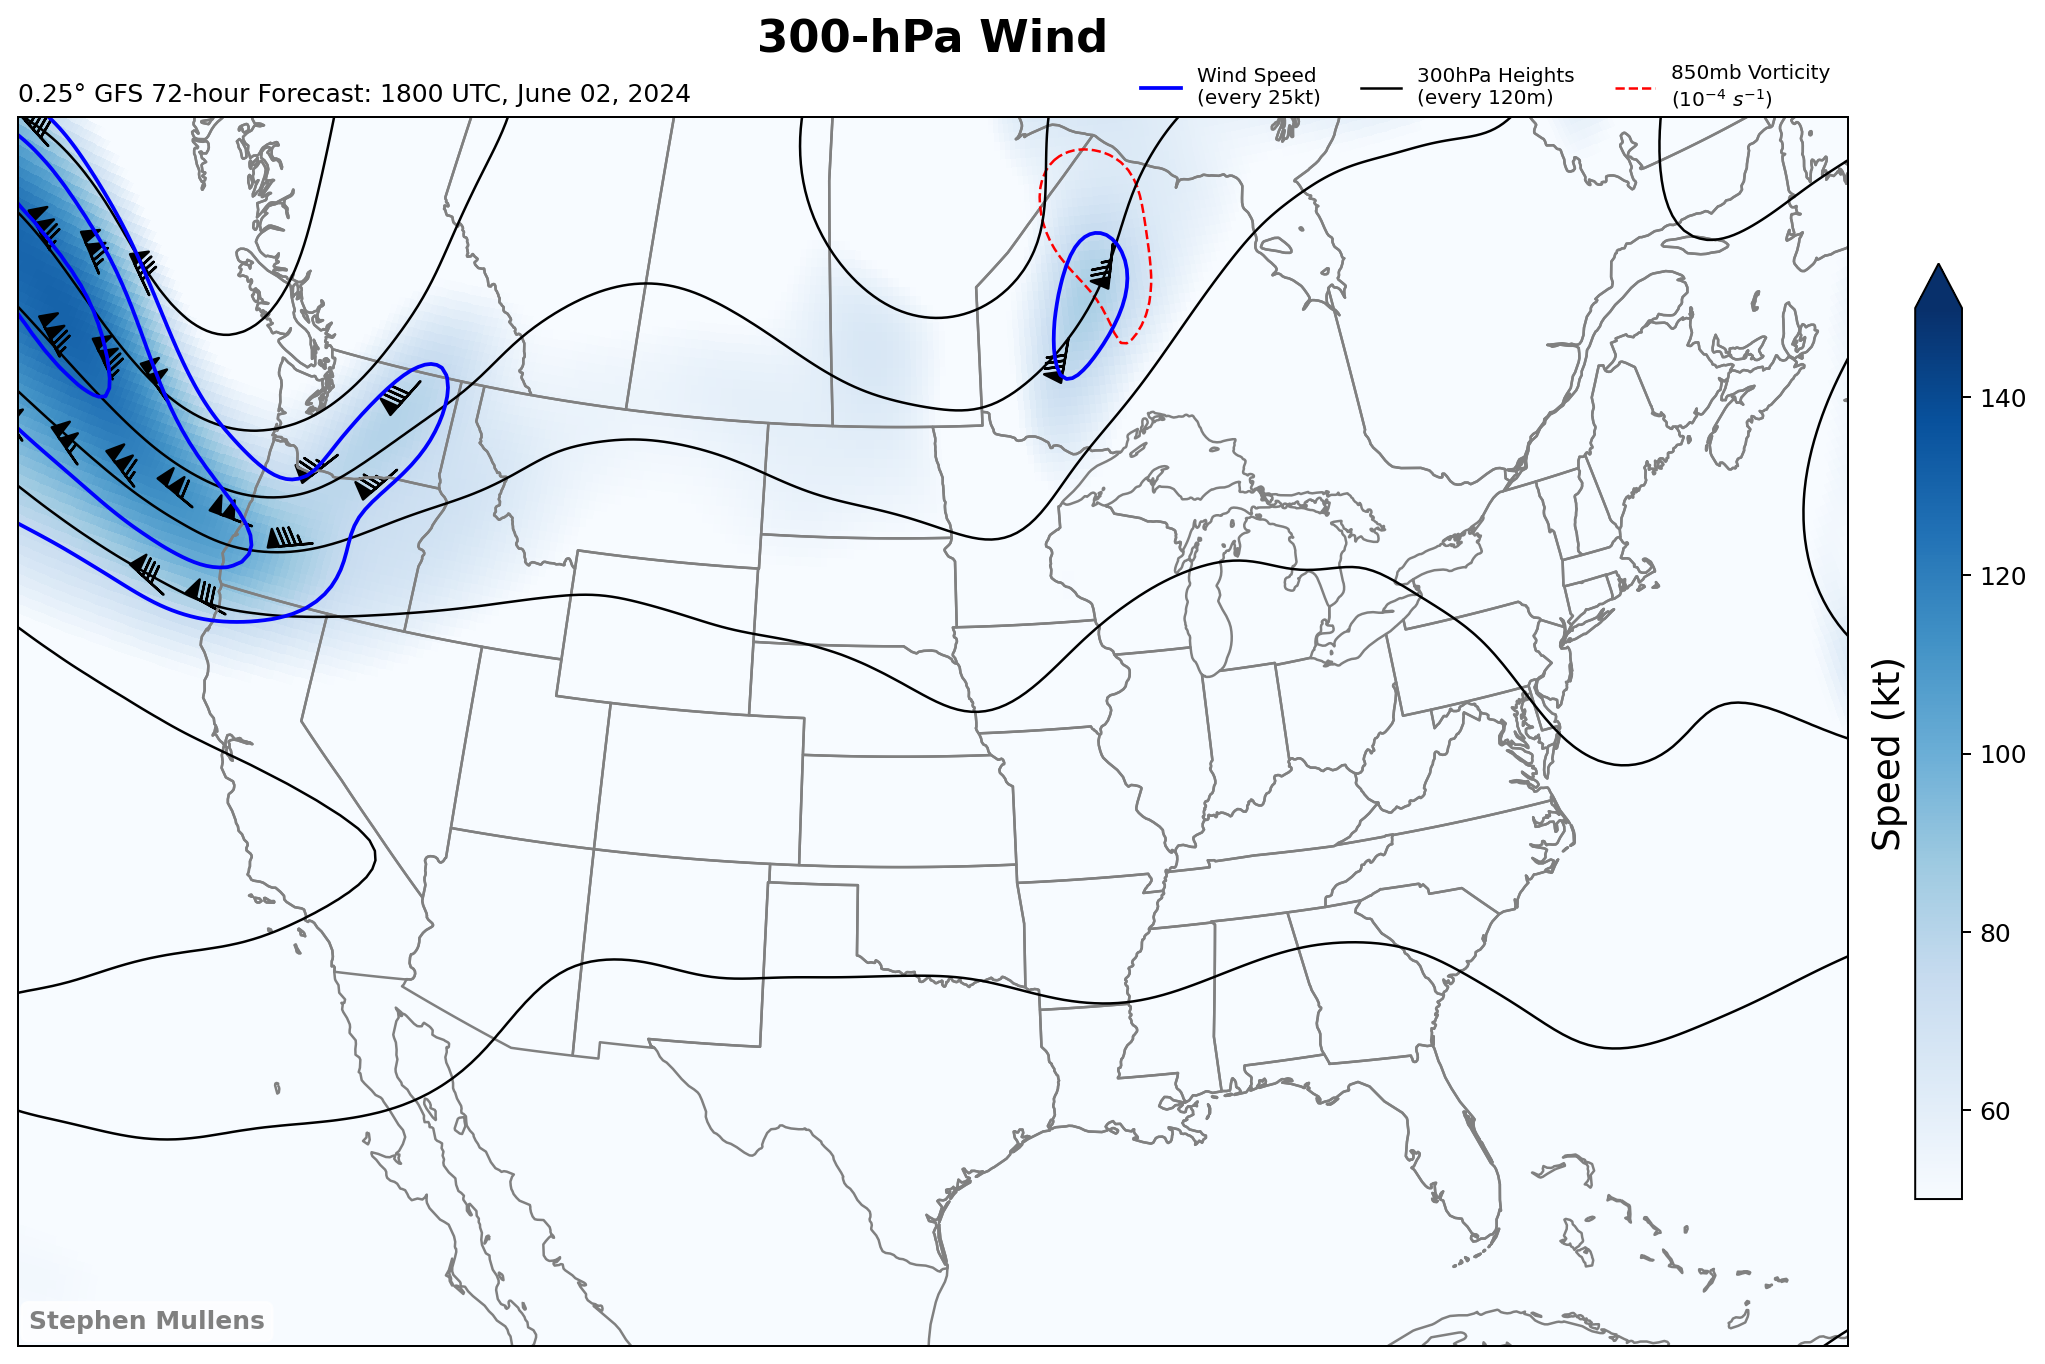 300-hPa Wind
0.25° GFS 72-hour Forecast: 1800 UTC, June 02, 2024
Wind Speed
(every 25kt)
300hPa Heights
(every 120m)
850mb Vorticity
(10⁻⁴ s⁻¹)
140
120
100
80
60
Speed (kt)
Stephen Mullens